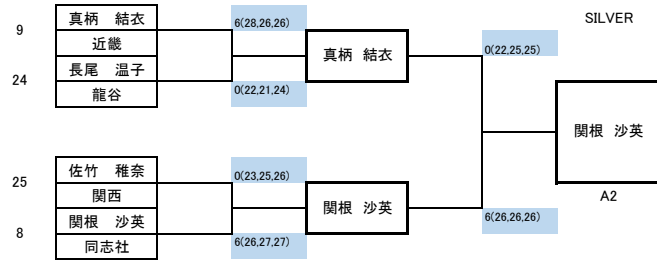 SILVER
9
真柄 結衣
近畿
24
長尾 温子
龍谷
6(28,26,26)
0(22,21,24)
真柄 結衣
0(22,25,25)
関根 沙英
A2
25
佐竹 稚奈
関西
8
関根 沙英
同志社
0(23,25,26)
6(26,27,27)
関根 沙英
6(26,26,26)